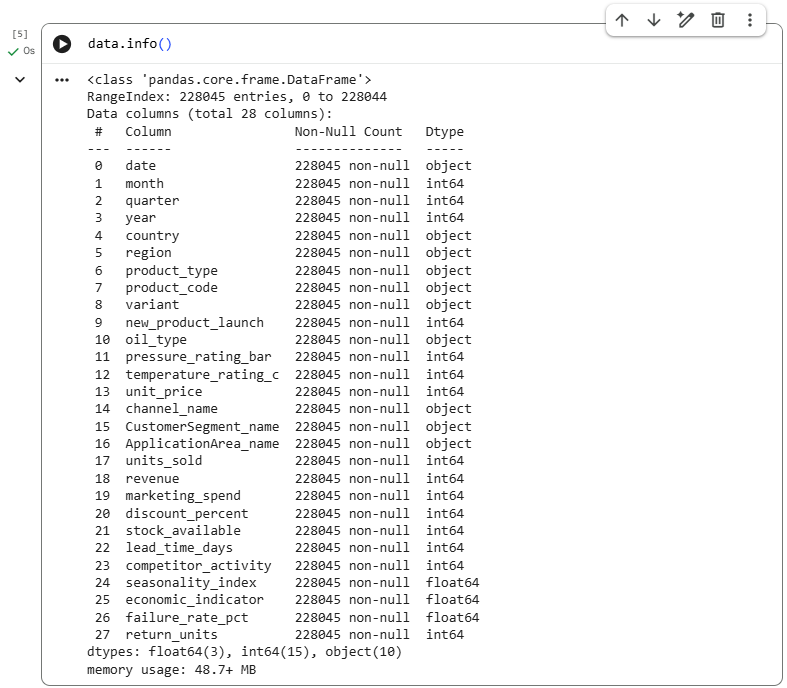 [5]
0s
data.info()
<class 'pandas.core.frame.DataFrame'>
RangeIndex: 228045 entries, 0 to 228044
Data columns (total 28 columns):
 #   Column                Non-Null Count   Dtype
---  ------                --------------   -----
 0   date                  228045 non-null  object
 1   month                 228045 non-null  int64
 2   quarter               228045 non-null  int64
 3   year                  228045 non-null  int64
 4   country               228045 non-null  object
 5   region                228045 non-null  object
 6   product_type          228045 non-null  object
 7   product_code          228045 non-null  object
 8   variant               228045 non-null  object
 9   new_product_launch    228045 non-null  int64
 10  oil_type              228045 non-null  object
 11  pressure_rating_bar   228045 non-null  int64
 12  temperature_rating_c  228045 non-null  int64
 13  unit_price            228045 non-null  int64
 14  channel_name          228045 non-null  object
 15  CustomerSegment_name  228045 non-null  object
 16  ApplicationArea_name  228045 non-null  object
 17  units_sold            228045 non-null  int64
 18  revenue               228045 non-null  int64
 19  marketing_spend       228045 non-null  int64
 20  discount_percent      228045 non-null  int64
 21  stock_available       228045 non-null  int64
 22  lead_time_days        228045 non-null  int64
 23  competitor_activity   228045 non-null  int64
 24  seasonality_index     228045 non-null  float64
 25  economic_indicator    228045 non-null  float64
 26  failure_rate_pct      228045 non-null  float64
 27  return_units          228045 non-null  int64
dtypes: float64(3), int64(15), object(10)
memory usage: 48.7+ MB